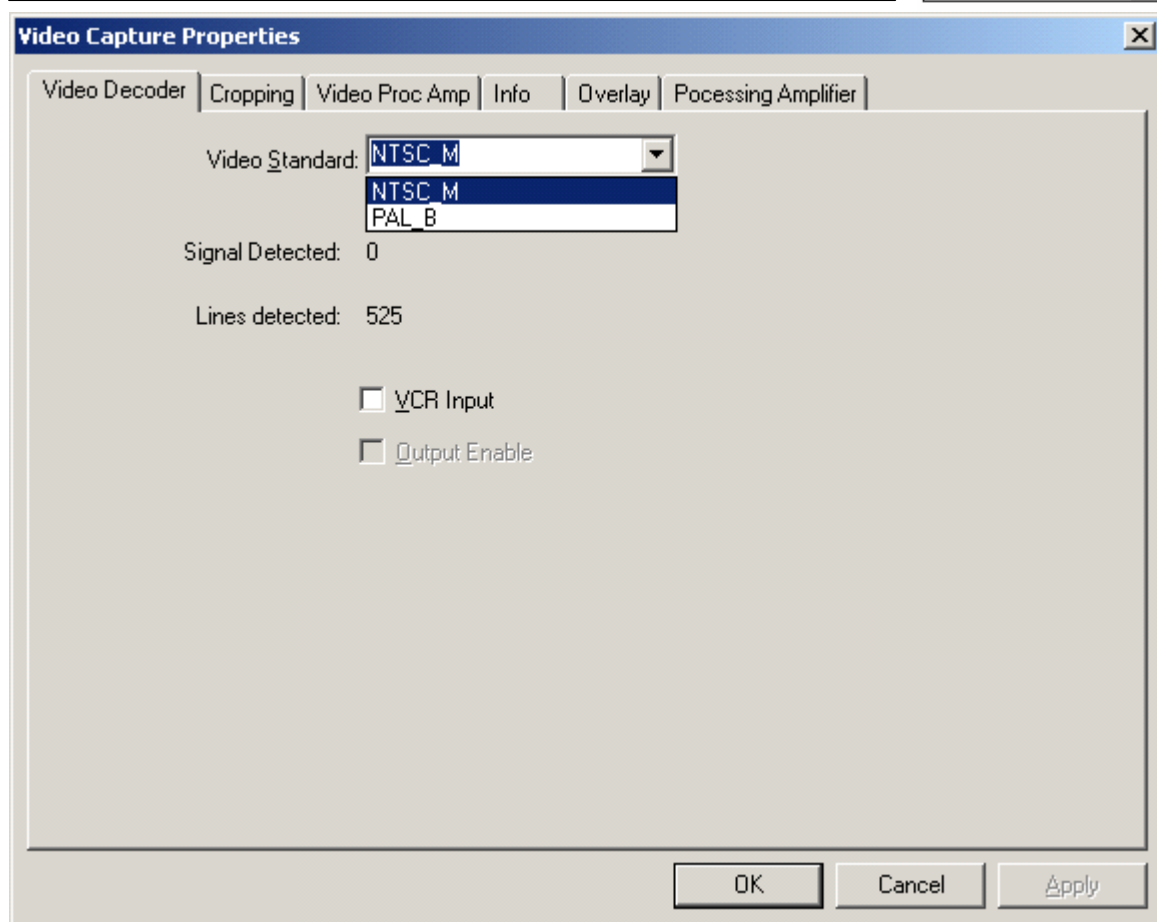 Video Capture Properties
Video Decoder Cropping Video Proc Amp Info Overlay Pocessing Amplifier
Video Standard: NTSC_M
NTSC_M
PAL_B
Signal Detected: 0
Lines detected: 525
VCR Input
Output Enable
OK Cancel Apply